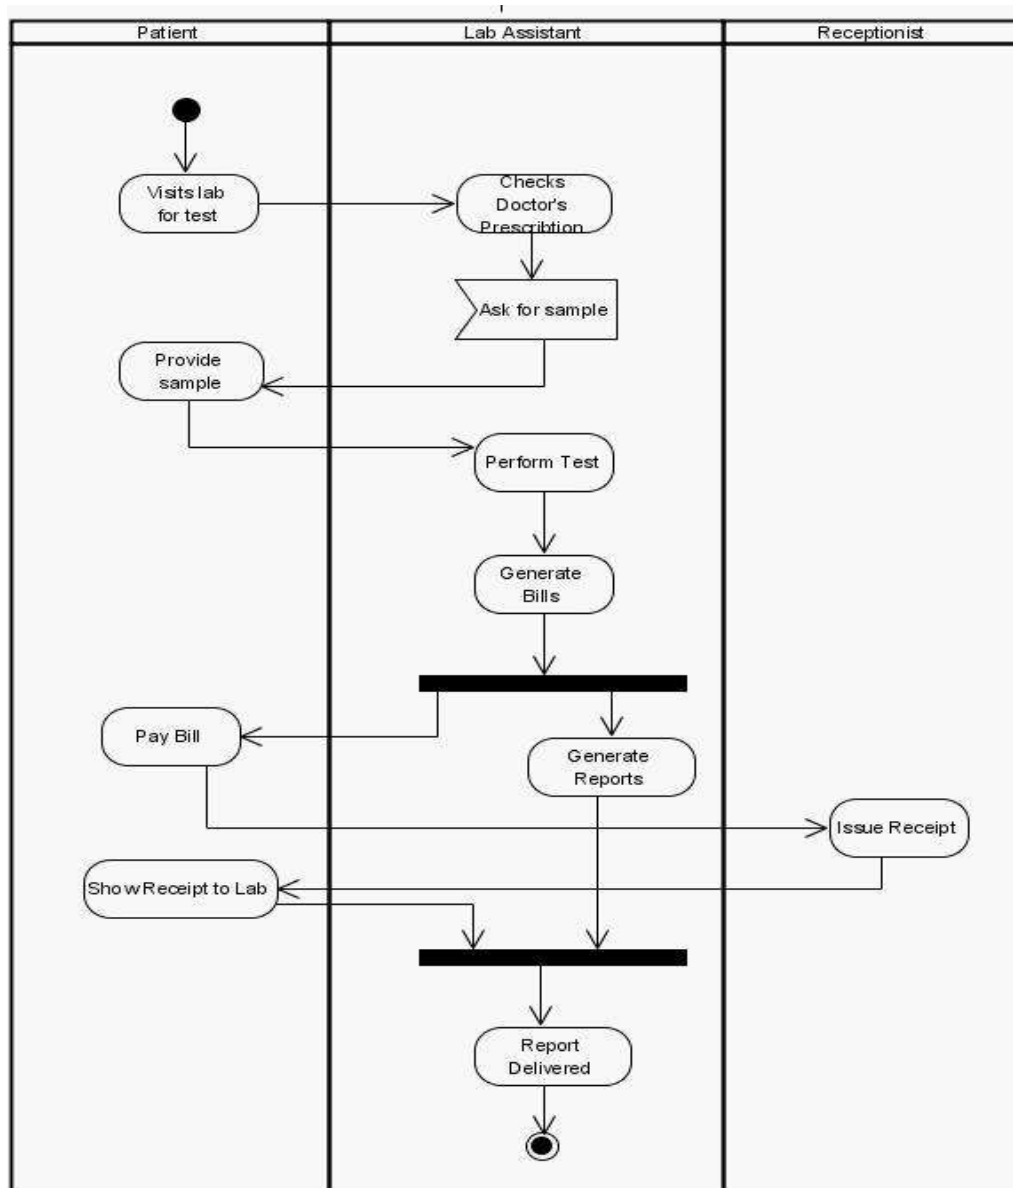 Patient
Lab Assistant
Receptionist
Visits lab
for test
Checks
Doctor's
Prescribtion
Ask for sample
Provide
sample
Perform Test
Generate
Bills
Pay Bill
Generate
Reports
Issue Receipt
Show Receipt to Lab
Report
Delivered